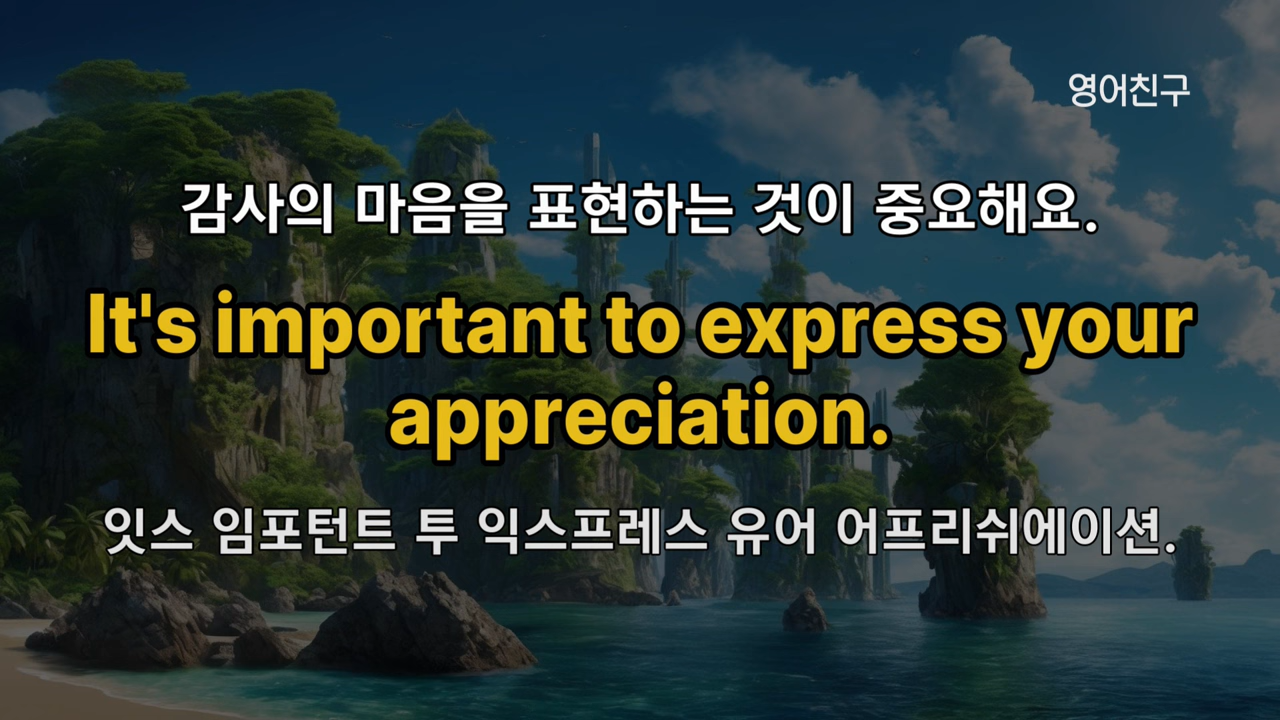 영어친구
감사의 마음을 표현하는 것이 중요해요.
It's important to express your
appreciation.
잇스 임포턴트 투 익스프레스 유어 어프리쉬에이션.